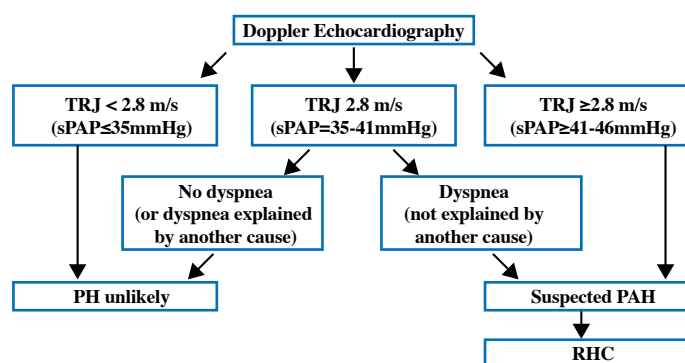 Doppler Echocardiography
TRJ < 2.8 m/s
(sPAP≤35mmHg)
TRJ 2.8 m/s
(sPAP=35-41mmHg)
TRJ ≥2.8 m/s
(sPAP≥41-46mmHg)
No dyspnea
(or dyspnea explained
by another cause)
Dyspnea
(not explained by
another cause)
PH unlikely
Suspected PAH
RHC